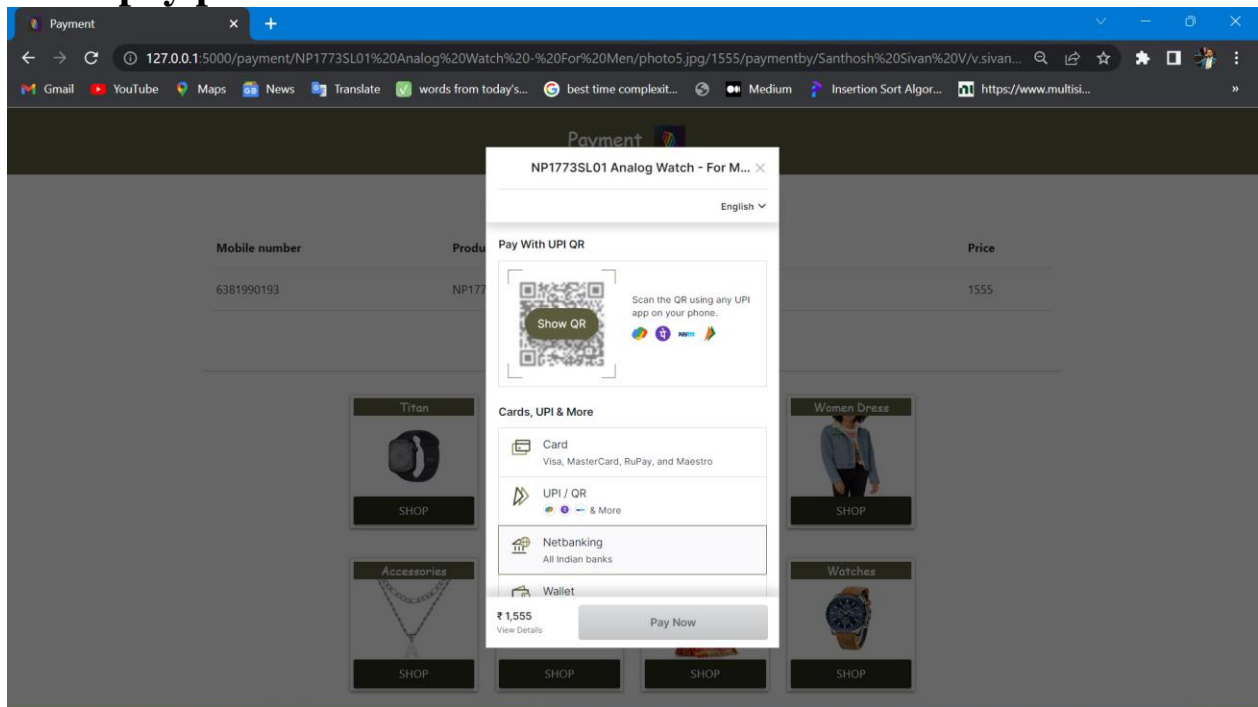 Payment
127.0.0.1:5000/payment/NP1773SL01%20Analog%20Watch%20-%20For%20Men/photo5.jpg/1555/paymentby/Santhosh%20Sivan%20V/v.sivan...
Gmail YouTube Maps News Translate words from today's... best time complexit... Medium Insertion Sort Algor... https://www.multisi... »
Payment
NP1773SL01 Analog Watch - For M...
English
Mobile number Produ Price
6381990193 NP177 1555
Pay With UPI QR
Show QR
Scan the QR using any UPI
app on your phone.
Cards, UPI & More
Card
Visa, MasterCard, RuPay, and Maestro
UPI / QR
& More
Netbanking
All Indian banks
Wallet
₹ 1,555
View Details
Pay Now
Titan Women Dress
SHOP SHOP
Accessories Watches
SHOP SHOP SHOP SHOP